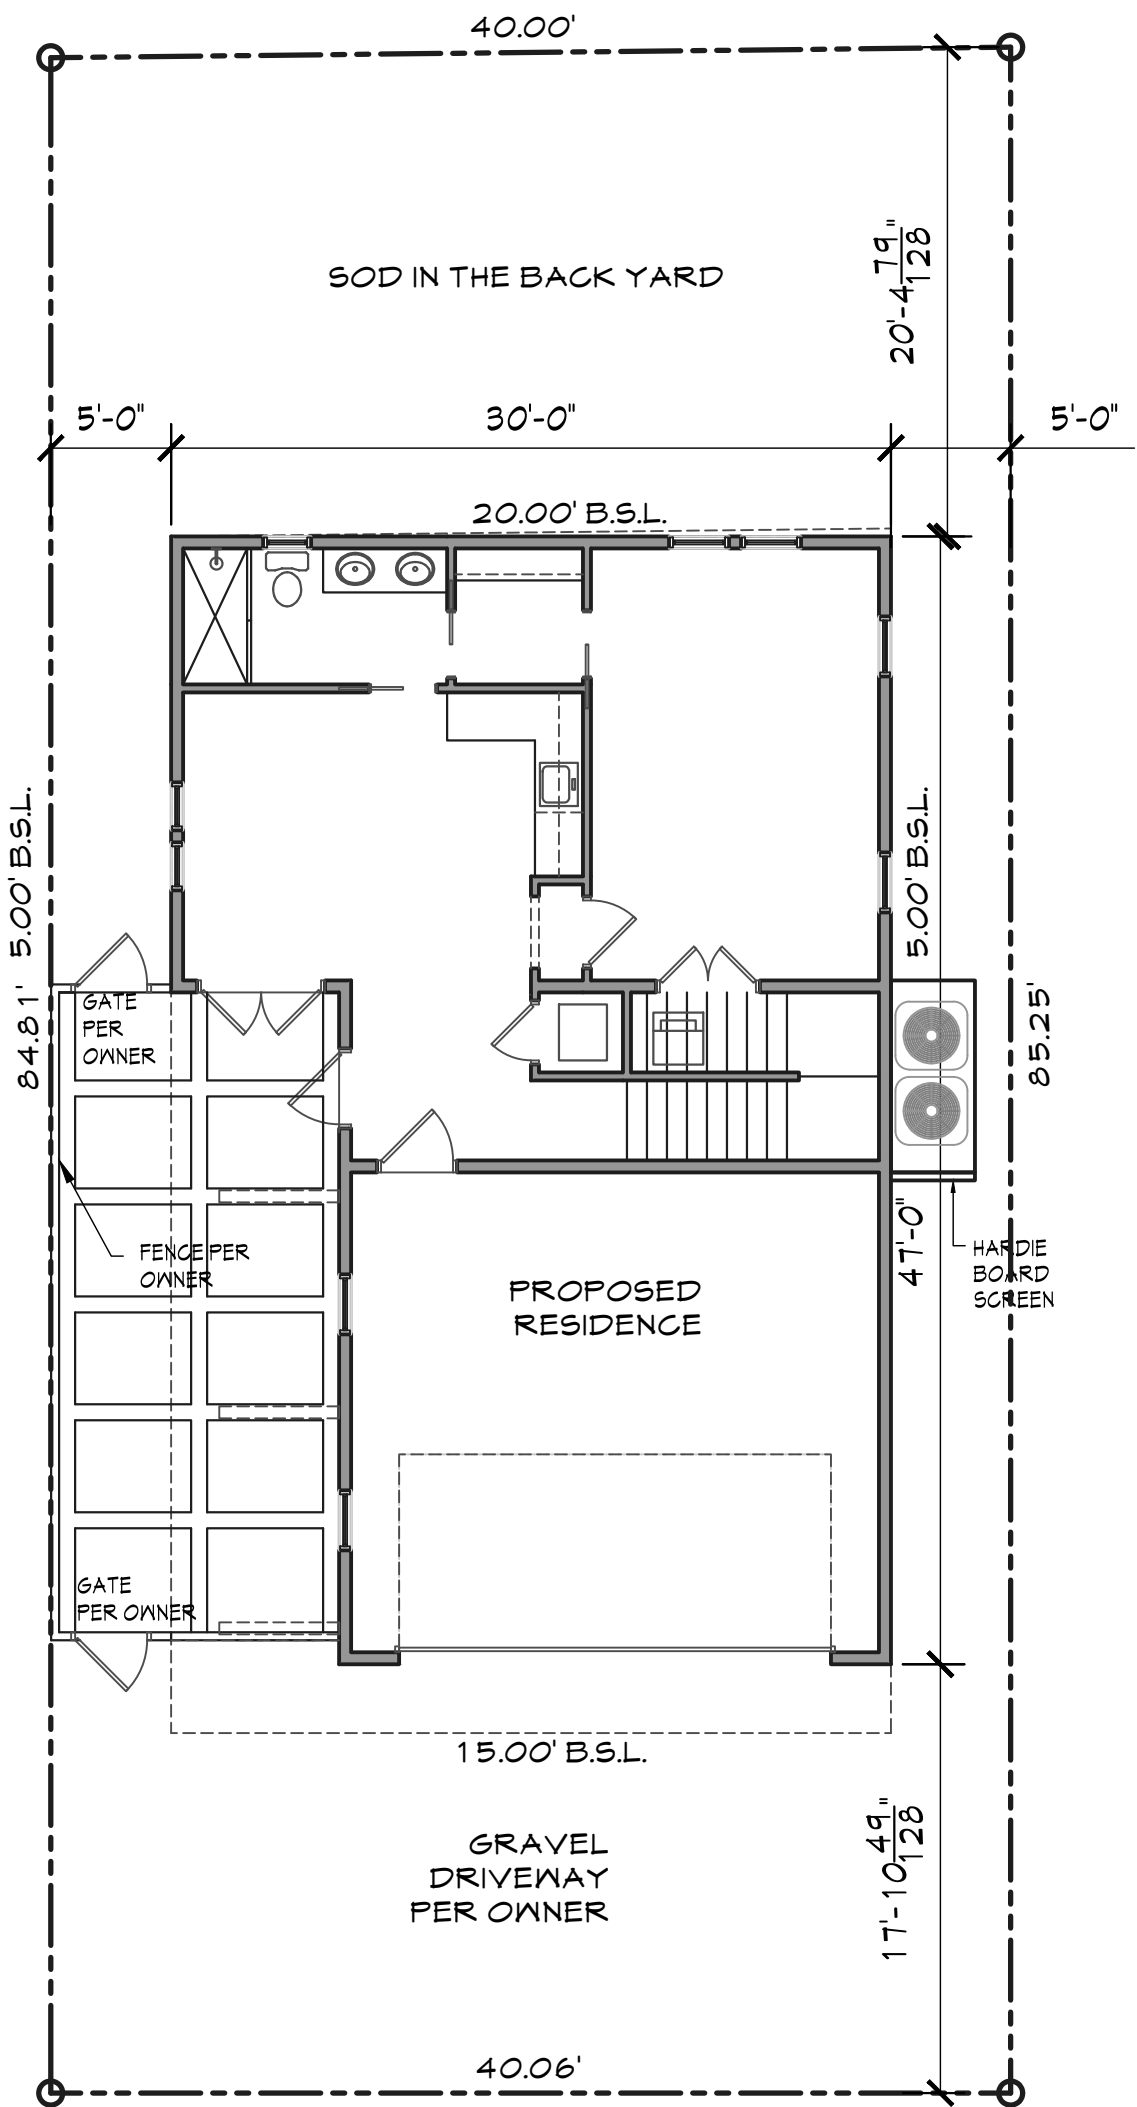 40.00'
20'-4 79/128"
SOD IN THE BACK YARD
5'-0"
30'-0"
5'-0"
20.00' B.S.L.
5.00' B.S.L.
5.00' B.S.L.
84.81'
85.25'
GATE
PER
OWNER
FENCE PER
OWNER
47'-0"
HARDIE
BOARD
SCREEN
PROPOSED
RESIDENCE
GATE
PER OWNER
15.00' B.S.L.
17'-10 49/128"
GRAVEL
DRIVEWAY
PER OWNER
40.06'